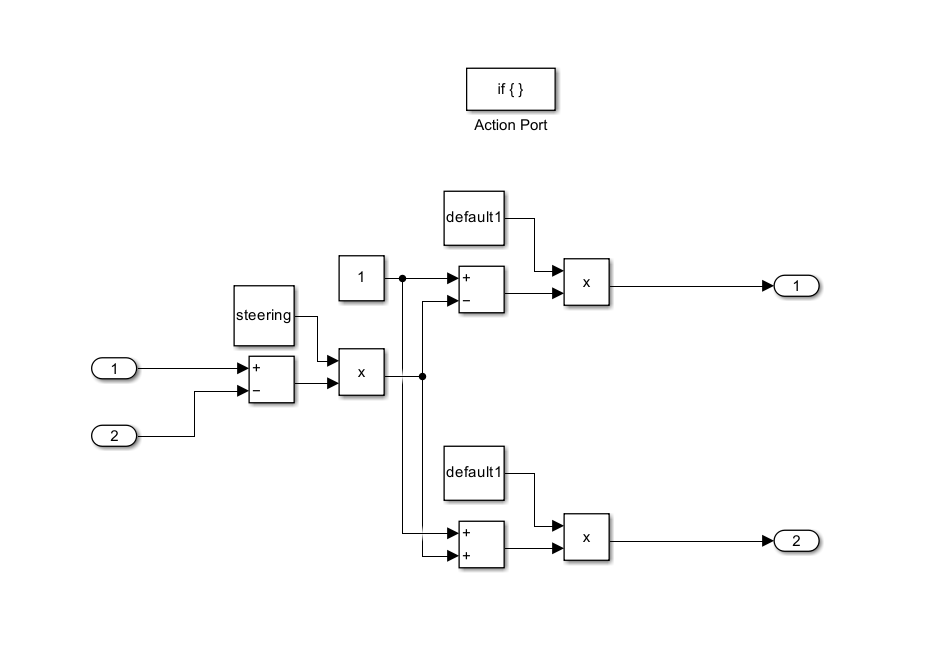 if { }
Action Port
default1
1
+
−
x
1
steering
1
+
−
x
2
default1
+
+
x
2